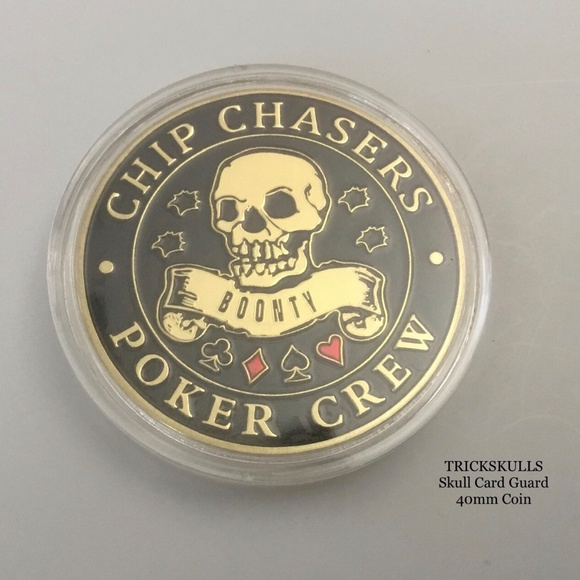 CHIP CHASERS
BOONTY
POKER CREW
TRICKSKULLS
Skull Card Guard
40mm Coin